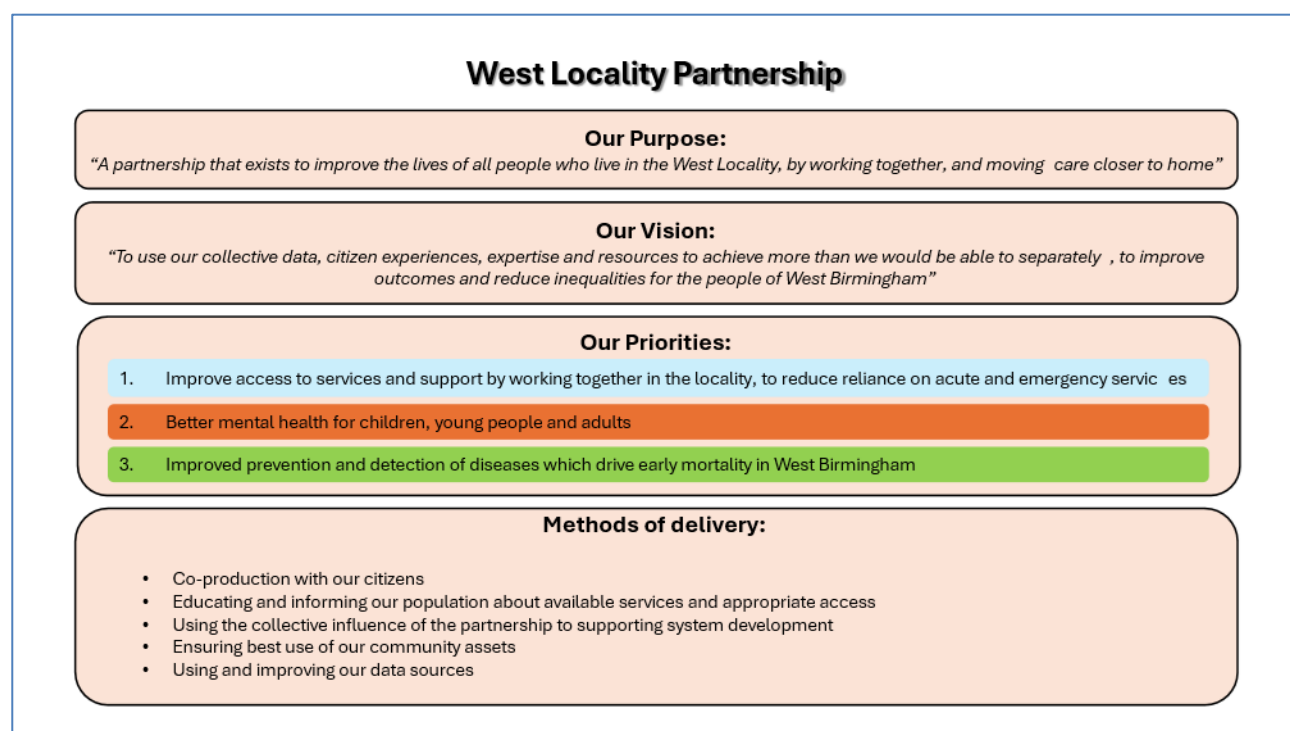 West Locality Partnership
Our Purpose:
“A partnership that exists to improve the lives of all people who live in the West Locality, by working together, and moving care closer to home”
Our Vision:
“To use our collective data, citizen experiences, expertise and resources to achieve more than we would be able to separately , to improve
outcomes and reduce inequalities for the people of West Birmingham”
Our Priorities:
1. Improve access to services and support by working together in the locality, to reduce reliance on acute and emergency servic es
2. Better mental health for children, young people and adults
3. Improved prevention and detection of diseases which drive early mortality in West Birmingham
Methods of delivery:
• Co-production with our citizens
• Educating and informing our population about available services and appropriate access
• Using the collective influence of the partnership to supporting system development
• Ensuring best use of our community assets
• Using and improving our data sources